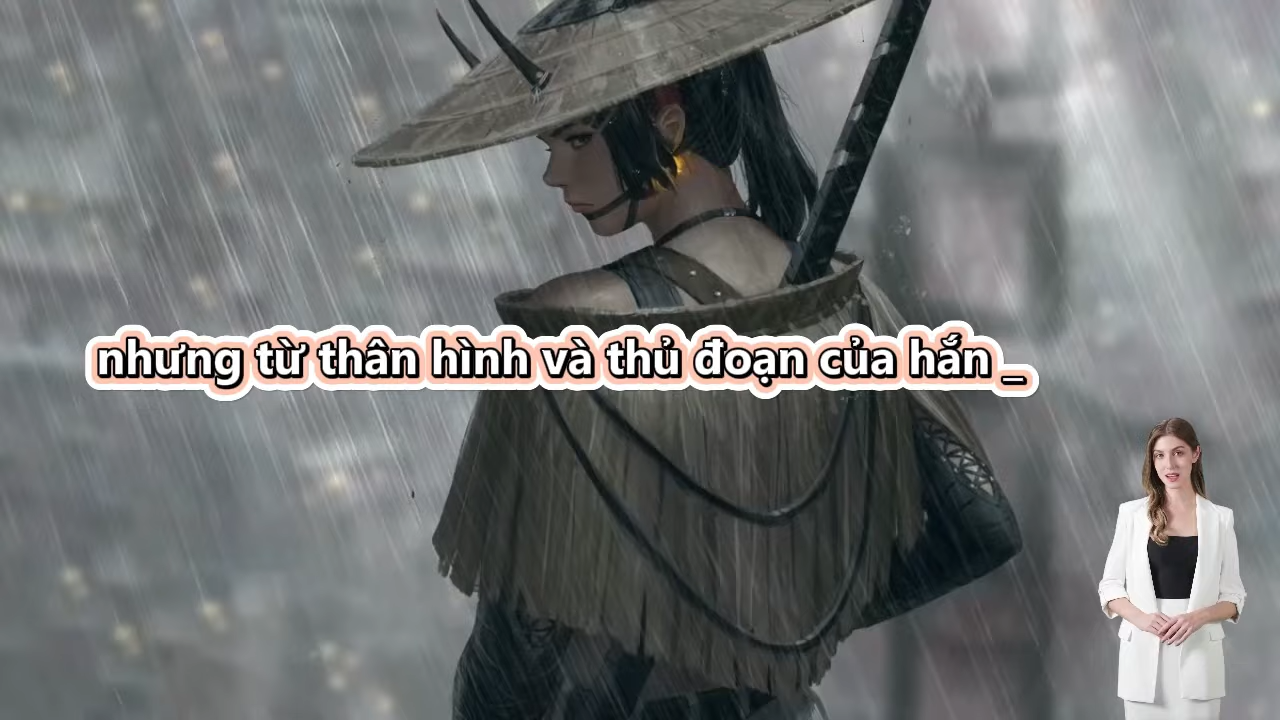 nhưng từ thân hình và thủ đoạn của hắn _